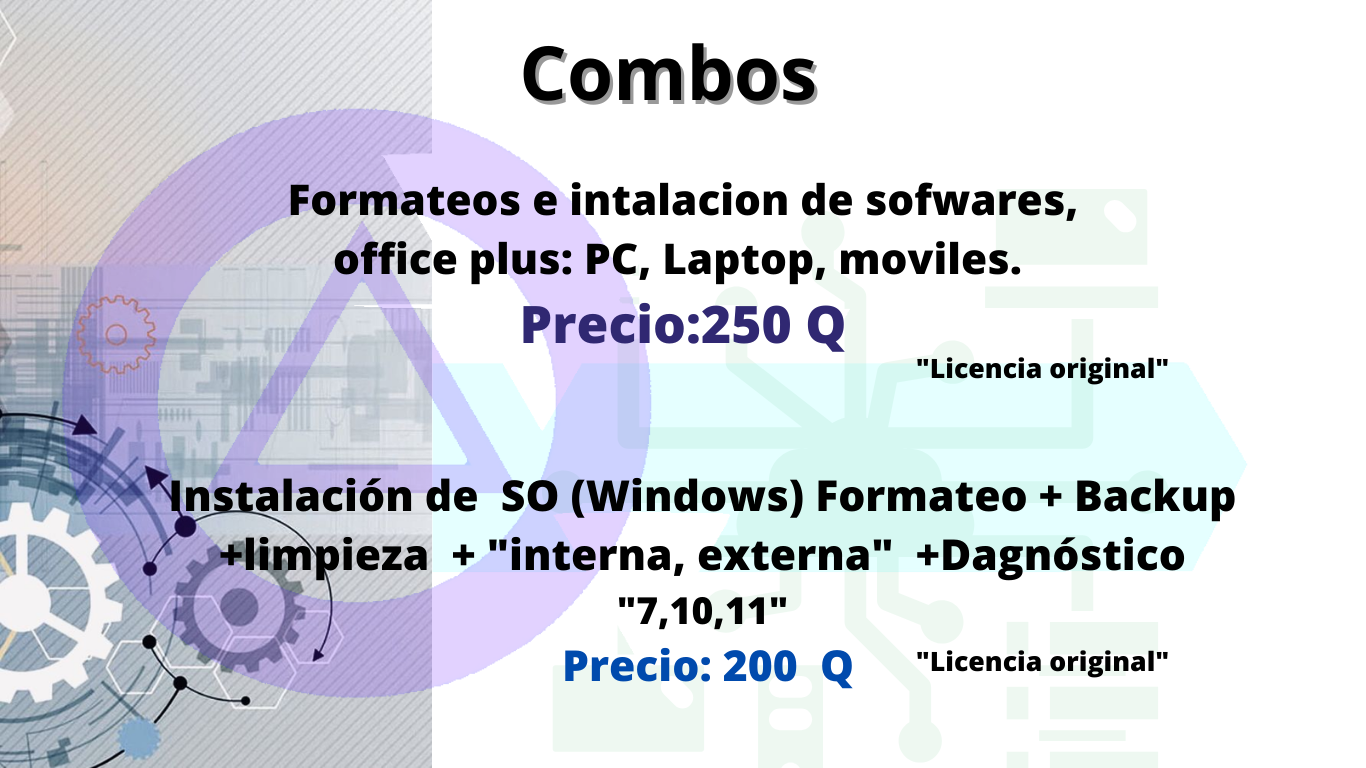 Combos
Formateos e intalacion de sofwares,
office plus: PC, Laptop, moviles.
Precio:250 Q
"Licencia original"
Instalación de  SO (Windows) Formateo + Backup
+limpieza  + "interna, externa"  +Dagnóstico
"7,10,11"
Precio: 200  Q
"Licencia original"